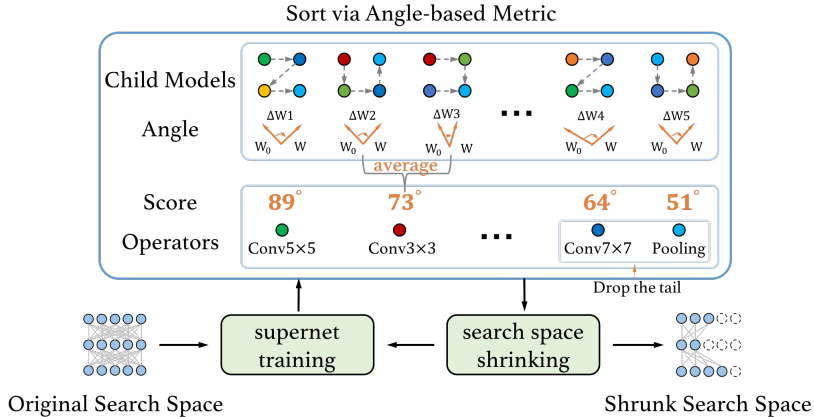 Sort via Angle-based Metric
Child Models
Angle
ΔW1 ΔW2 ΔW3 ... ΔW4 ΔW5
W₀ W W₀ W W₀ W W₀ W W₀ W
average
Score 89° 73° 64° 51°
Operators ...
Conv5×5 Conv3×3 Conv7×7 Pooling
Drop the tail
supernet
training
search space
shrinking
Original Search Space
Shrunk Search Space